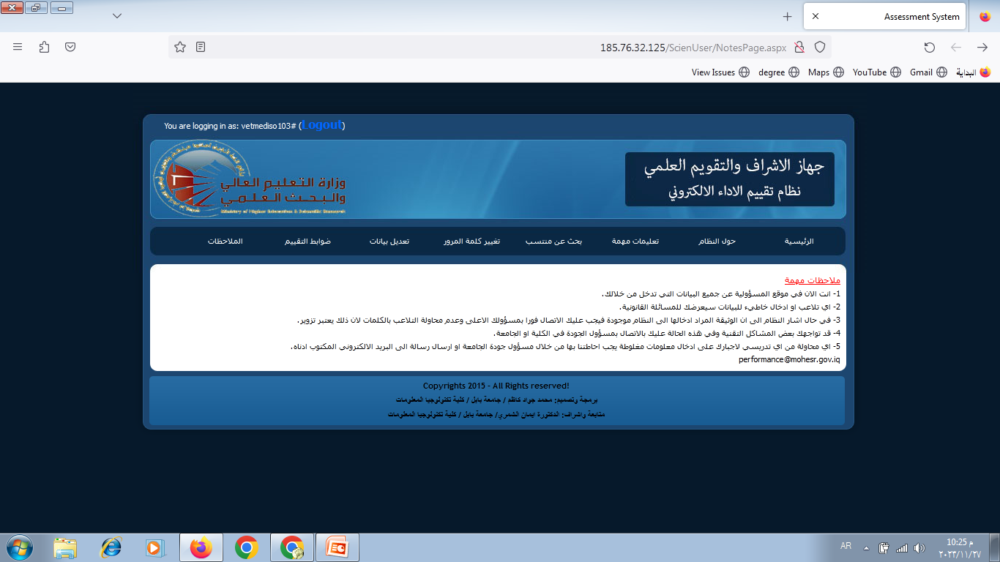 Assessment System
185.76.32.125/ScienUser/NotesPage.aspx
البداية
Gmail
YouTube
Maps
degree
View Issues
You are logging in as: vetmediso103# (Logout)
وزارة التعليم العالي
والبحث العلمي
Ministry of Higher Education & Scientific Research
جهاز الاشراف والتقويم العلمي
نظام تقييم الاداء الالكتروني
الرئيسية
حول النظام
تعليمات مهمة
بحث عن منتسب
تغيير كلمة المرور
تعديل بيانات
ضوابط التقييم
الملاحظات
ملاحظات مهمة
1- انت الان في موقع المسؤولية عن جميع البيانات التي تدخل من خلالك.
2- اي تلاعب او ادخال خاطيء للبيانات سيعرضك للمسائلة القانونية.
3- في حال اشار النظام الى ان الوثيقة المراد ادخالها الى النظام موجودة فيجب عليك الاتصال فورا بمسؤولك الاعلى وعدم محاولة التلاعب بالكلمات لان ذلك يعتبر تزوير.
4- قد تواجهك بعض المشاكل التقنية وفي هذه الحالة عليك بالاتصال بمسؤول الجودة في الكلية او الجامعة.
5- اي محاولة من اي تدريسي لاجبارك على ادخال معلومات مغلوطة يجب احاطتنا بها من خلال مسؤول جودة الجامعة او ارسال رسالة الى البريد الالكتروني المكتوب ادناه.
performance@mohesr.gov.iq
Copyrights 2015 - All Rights reserved!
برمجة وتصميم: محمد جواد كاظم / جامعة بابل / كلية تكنولوجيا المعلومات
متابعة واشراف: الدكتورة ايمان الشمري/ جامعة بابل / كلية تكنولوجيا المعلومات
AR
10:25 م
٢٠٢٣/١١/٢٧